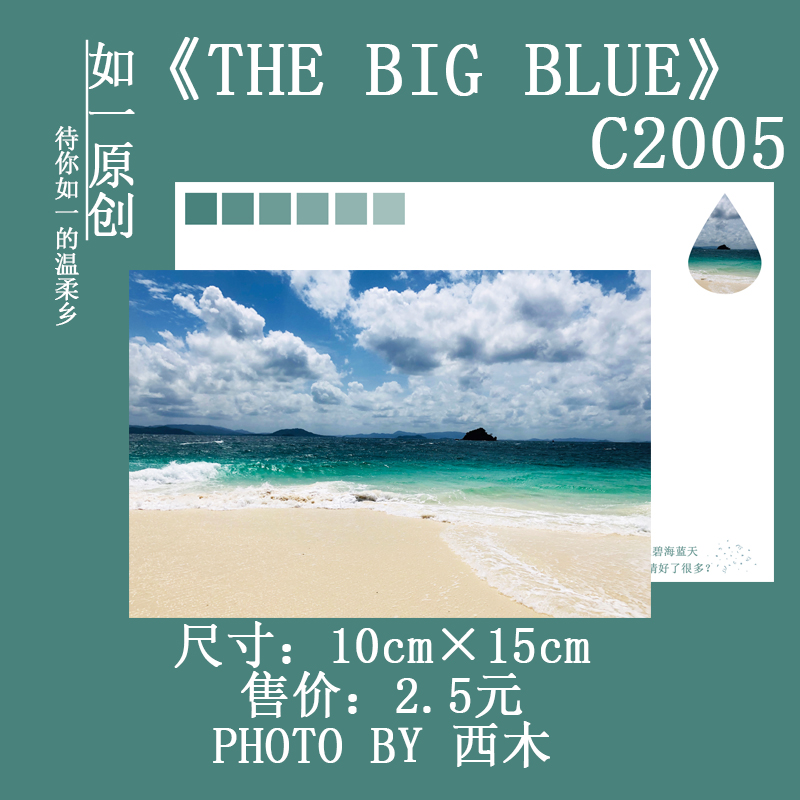 如一原创
待你如一的温柔乡
《THE BIG BLUE》
C2005
碧海蓝天
情好了很多?
尺寸: 10cm×15cm
售价: 2.5元
PHOTO BY 西木